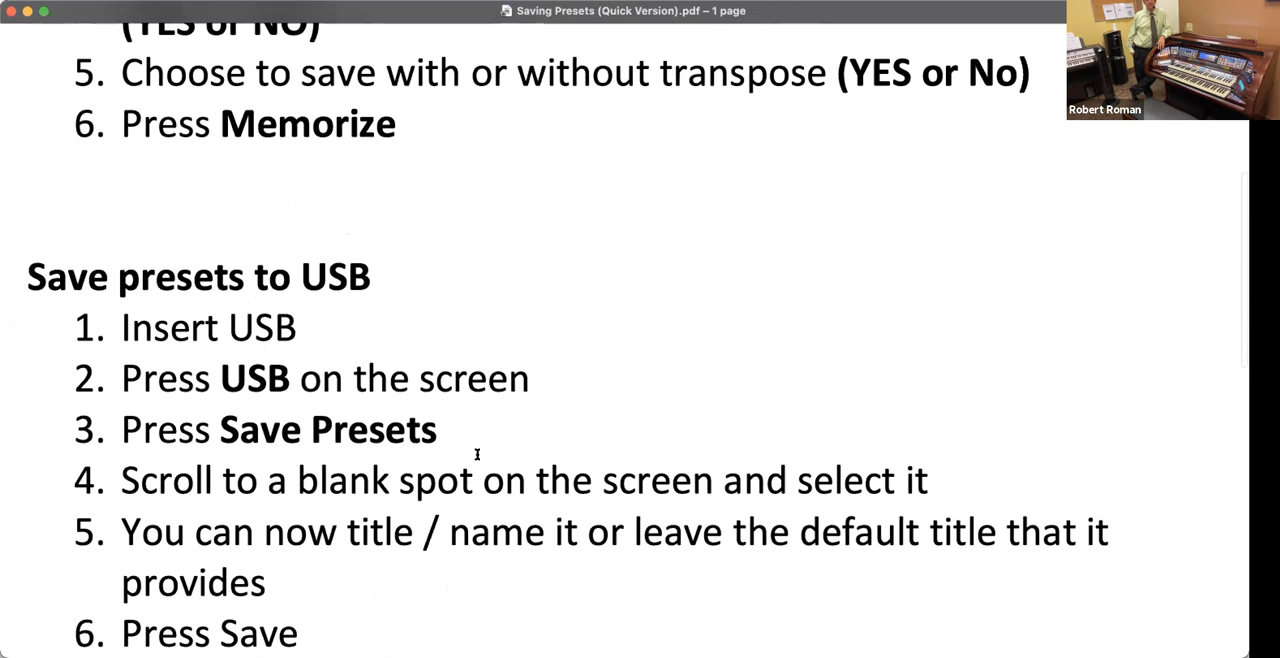 Saving Presets (Quick Version).pdf – 1 page
(YES or NO)
5. Choose to save with or without transpose (YES or No)
6. Press Memorize
Robert Roman
Save presets to USB
1. Insert USB
2. Press USB on the screen
3. Press Save Presets
4. Scroll to a blank spot on the screen and select it
5. You can now title / name it or leave the default title that it
provides
6. Press Save